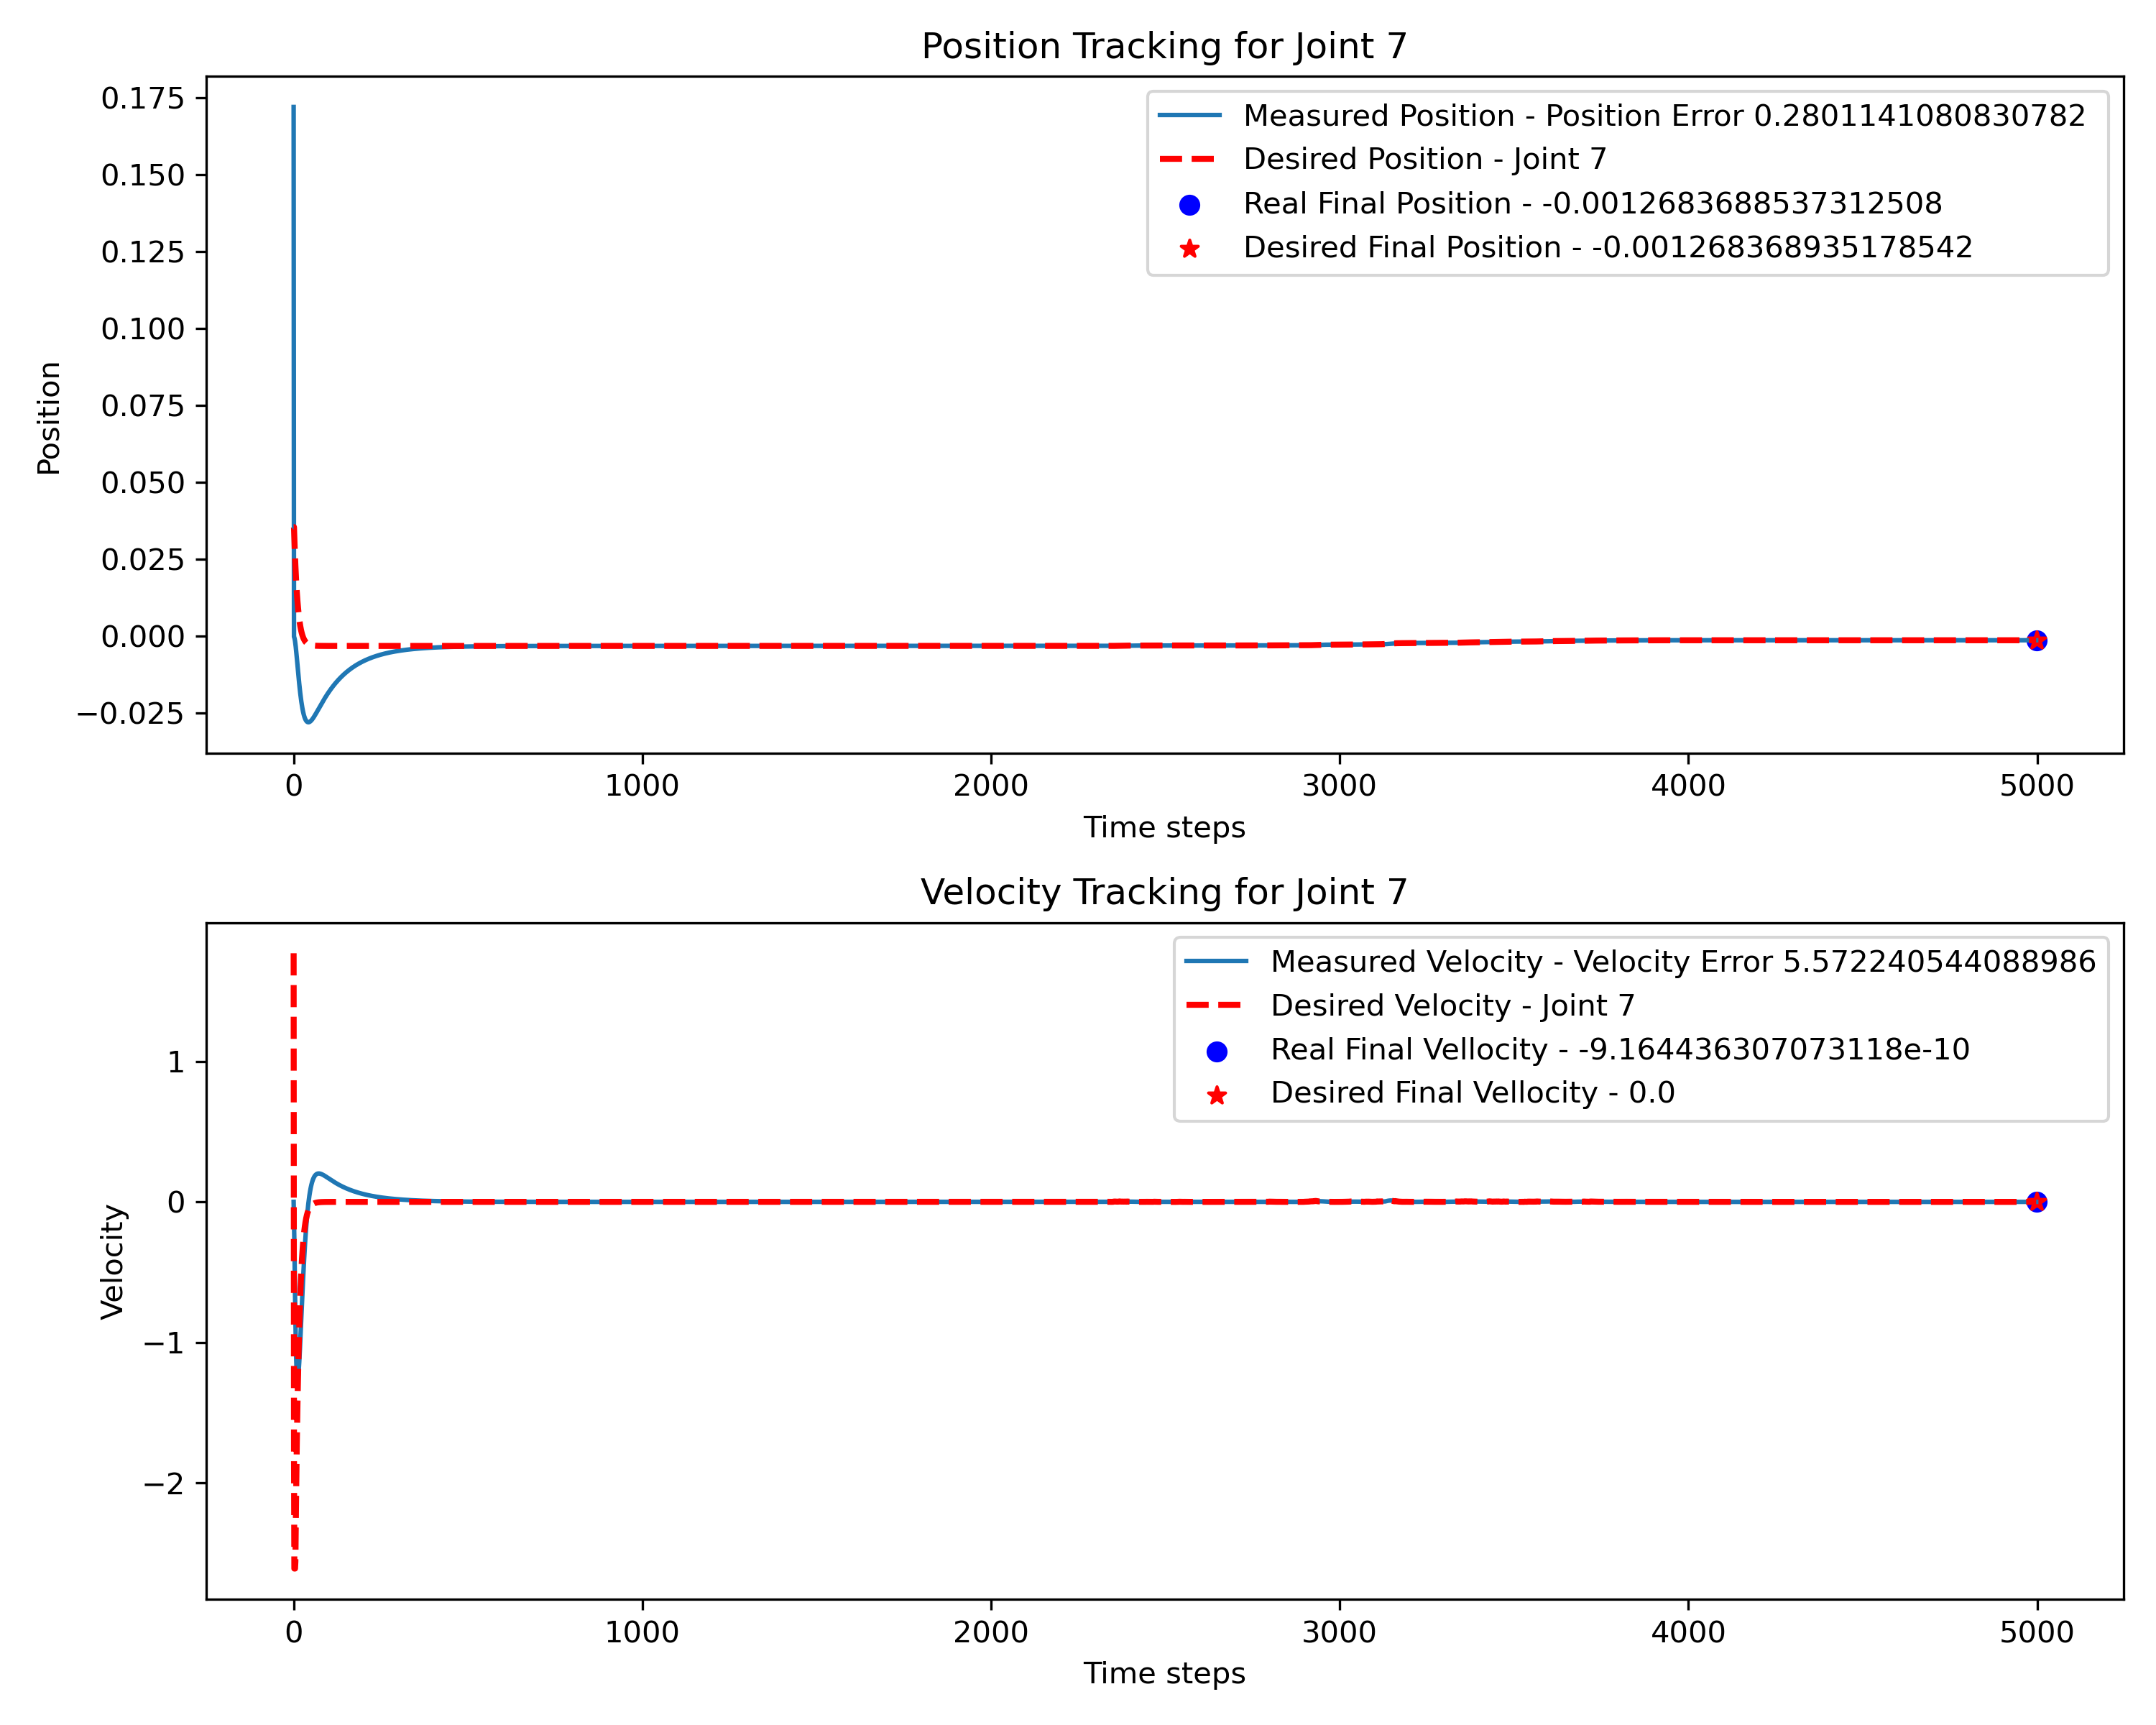 Position Tracking for Joint 7
0.175
0.150
0.125
0.100
0.075
0.050
0.025
0.000
−0.025
Position
Measured Position - Position Error 0.2801141080830782
Desired Position - Joint 7
Real Final Position - -0.0012683688537312508
Desired Final Position - -0.001268368935178542
0 1000 2000 3000 4000 5000
Time steps
Velocity Tracking for Joint 7
1
0
−1
−2
Velocity
Measured Velocity - Velocity Error 5.572240544088986
Desired Velocity - Joint 7
Real Final Vellocity - -9.164436307073118e-10
Desired Final Vellocity - 0.0
0 1000 2000 3000 4000 5000
Time steps